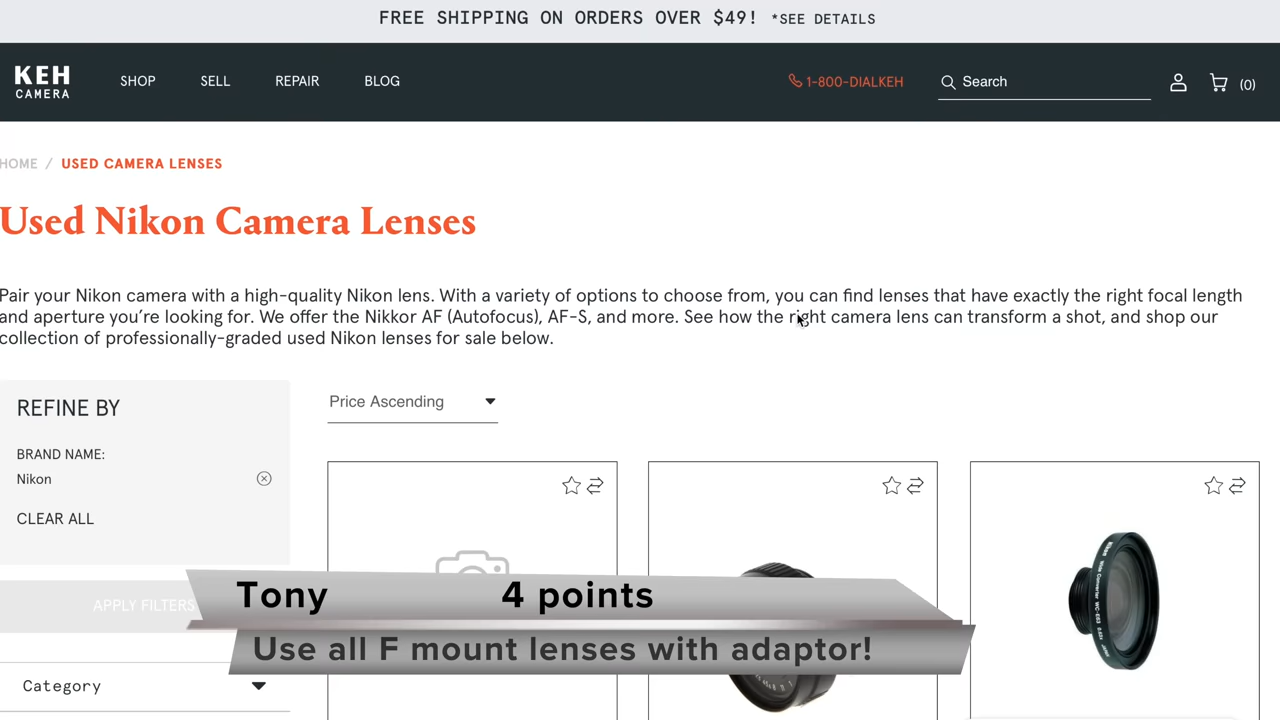 FREE SHIPPING ON ORDERS OVER $49! *SEE DETAILS
KEH
CAMERA
SHOP
SELL
REPAIR
BLOG
1-800-DIALKEH
Search
(0)
HOME / USED CAMERA LENSES
Used Nikon Camera Lenses
Pair your Nikon camera with a high-quality Nikon lens. With a variety of options to choose from, you can find lenses that have exactly the right focal length
and aperture you're looking for. We offer the Nikkor AF (Autofocus), AF-S, and more. See how the right camera lens can transform a shot, and shop our
collection of professionally-graded used Nikon lenses for sale below.
REFINE BY
BRAND NAME:
Nikon
CLEAR ALL
APPLY FILTERS
Category
Price Ascending
Tony 4 points
Use all F mount lenses with adaptor!